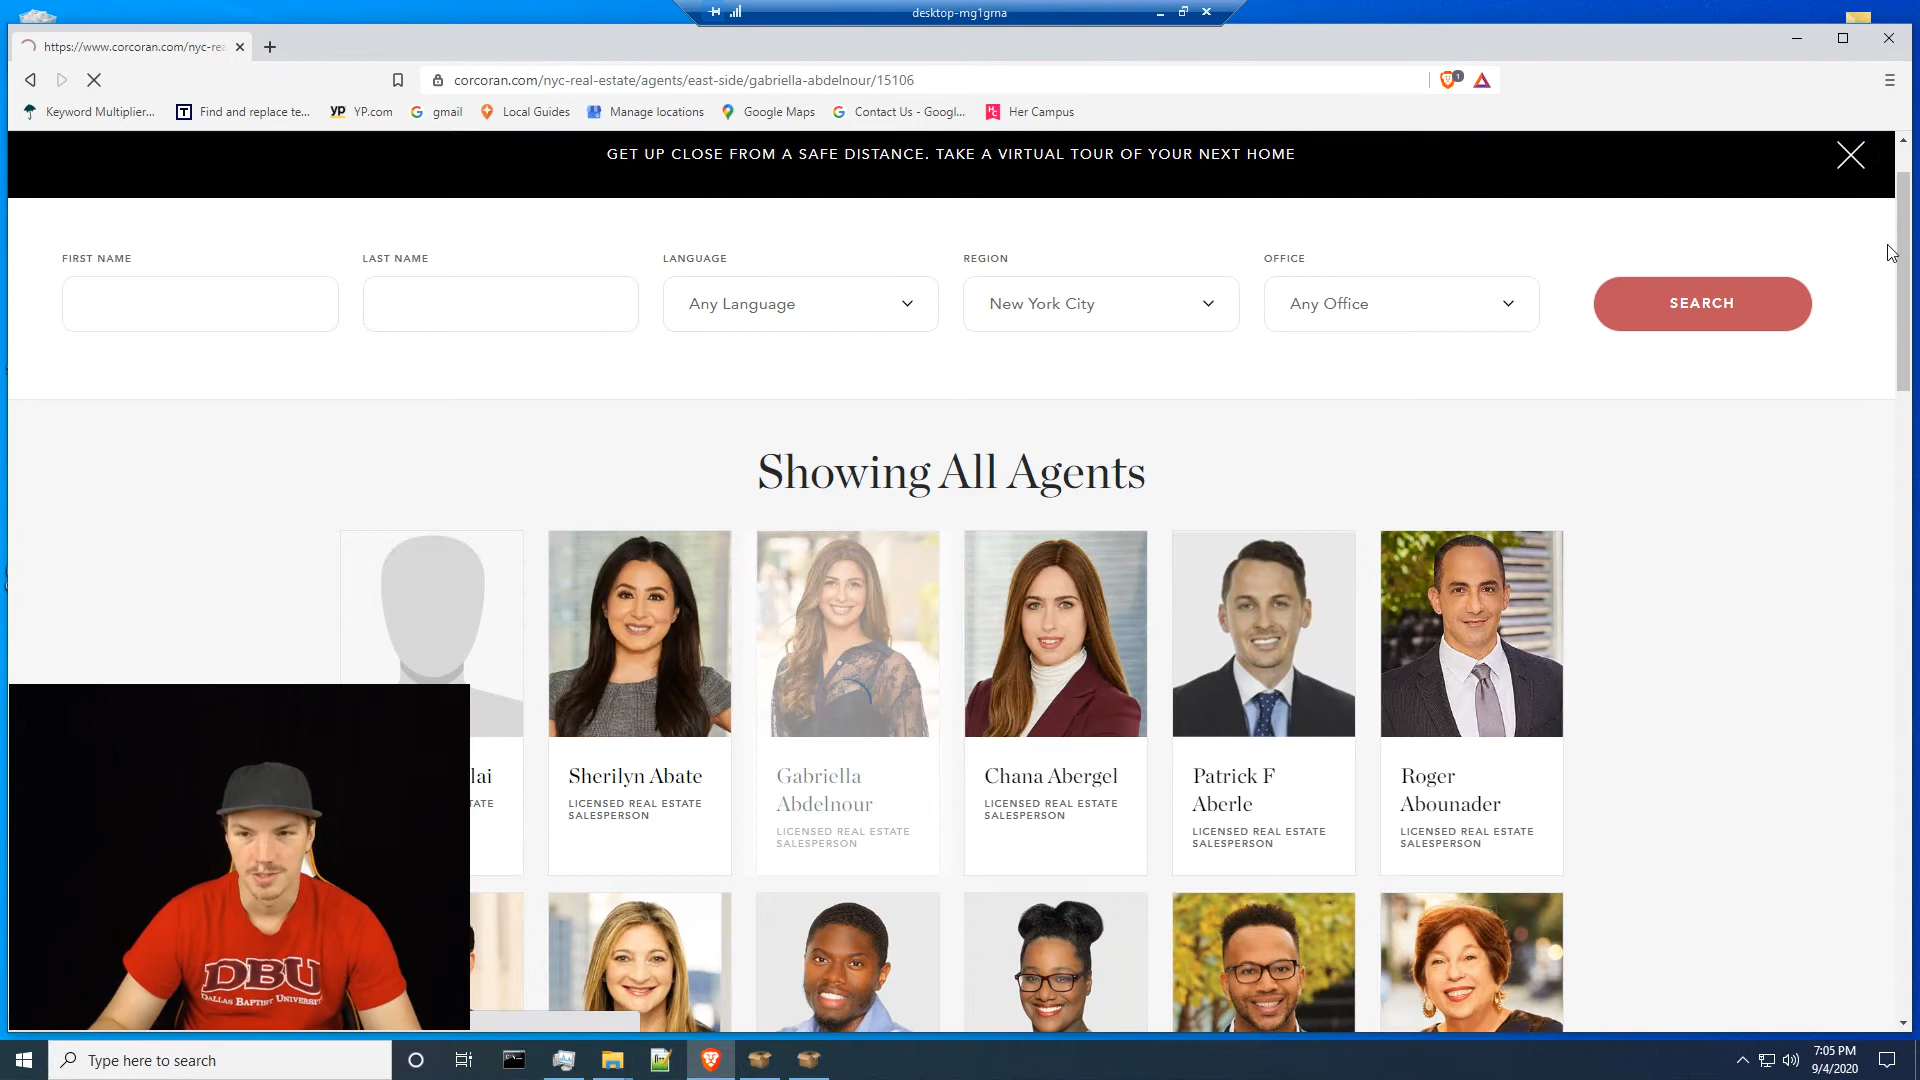 desktop-mg1grna
https://www.corcoran.com/nyc-rea
corcoran.com/nyc-real-estate/agents/east-side/gabriella-abdelnour/15106
1
Keyword Multiplier... Find and replace te... YP.com gmail Local Guides Manage locations Google Maps Contact Us - Googl... Her Campus
GET UP CLOSE FROM A SAFE DISTANCE. TAKE A VIRTUAL TOUR OF YOUR NEXT HOME
FIRST NAME LAST NAME LANGUAGE REGION OFFICE
Any Language New York City Any Office SEARCH
Showing All Agents
lai
TATE
Sherilyn Abate
LICENSED REAL ESTATE
SALESPERSON
Gabriella
Abdelnour
LICENSED REAL ESTATE
SALESPERSON
Chana Abergel
LICENSED REAL ESTATE
SALESPERSON
Patrick F
Aberle
LICENSED REAL ESTATE
SALESPERSON
Roger
Abounader
LICENSED REAL ESTATE
SALESPERSON
DBU
DALLAS BAPTIST UNIVERSITY
Type here to search
7:05 PM
9/4/2020